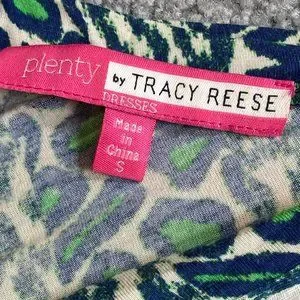 plenty by TRACY REESE
DRESSES
Made
in
China
S